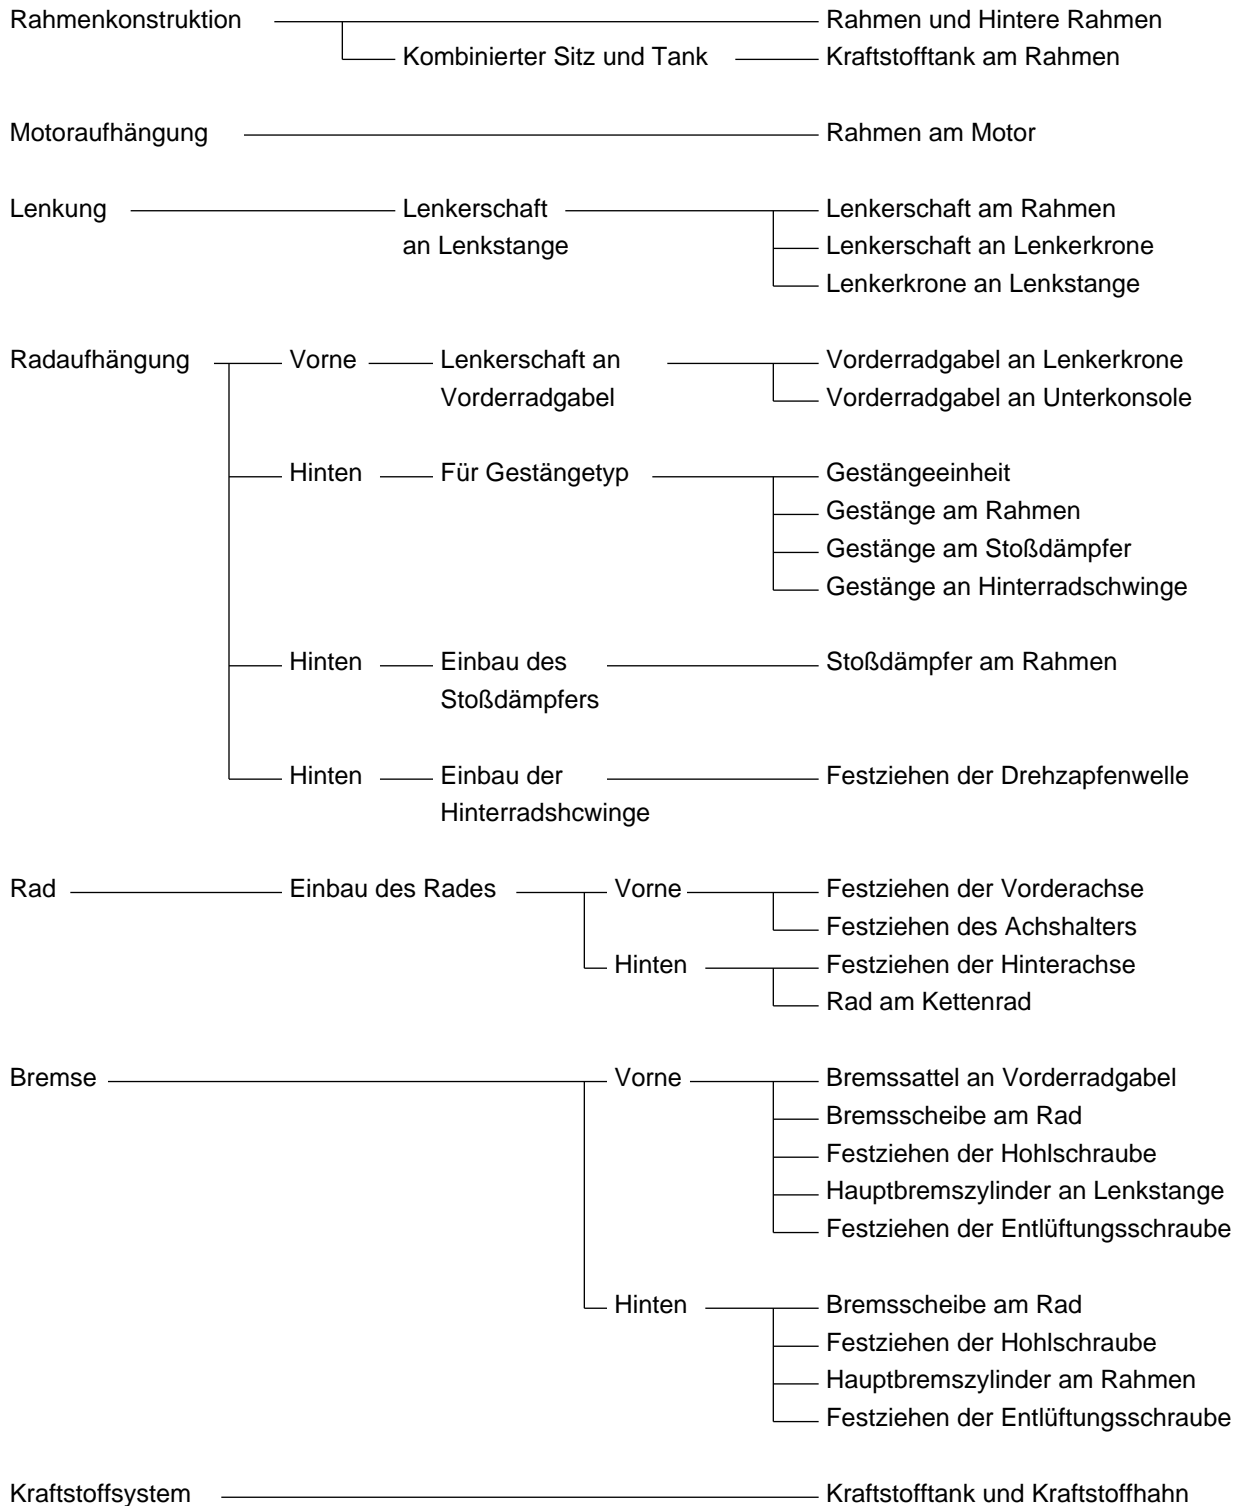 Rahmenkonstruktion Rahmen und Hintere Rahmen
Kombinierter Sitz und Tank Kraftstofftank am Rahmen
Motoraufhängung Rahmen am Motor
Lenkung Lenkerschaft Lenkerschaft am Rahmen
an Lenkstange Lenkerschaft an Lenkerkrone
Lenkerkrone an Lenkstange
Radaufhängung Vorne Lenkerschaft an Vorderradgabel an Lenkerkrone
Vorderradgabel Vorderradgabel an Unterkonsole
Hinten Für Gestängetyp Gestängeeinheit
Gestänge am Rahmen
Gestänge am Stoßdämpfer
Gestänge an Hinterradschwinge
Hinten Einbau des Stoßdämpfer am Rahmen
Stoßdämpfers
Hinten Einbau der Festziehen der Drehzapfenwelle
Hinterradshcwinge
Rad Einbau des Rades Vorne Festziehen der Vorderachse
Festziehen des Achshalters
Hinten Festziehen der Hinterachse
Rad am Kettenrad
Bremse Vorne Bremssattel an Vorderradgabel
Bremsscheibe am Rad
Festziehen der Hohlschraube
Hauptbremszylinder an Lenkstange
Festziehen der Entlüftungsschraube
Hinten Bremsscheibe am Rad
Festziehen der Hohlschraube
Hauptbremszylinder am Rahmen
Festziehen der Entlüftungsschraube
Kraftstoffsystem Kraftstofftank und Kraftstoffhahn